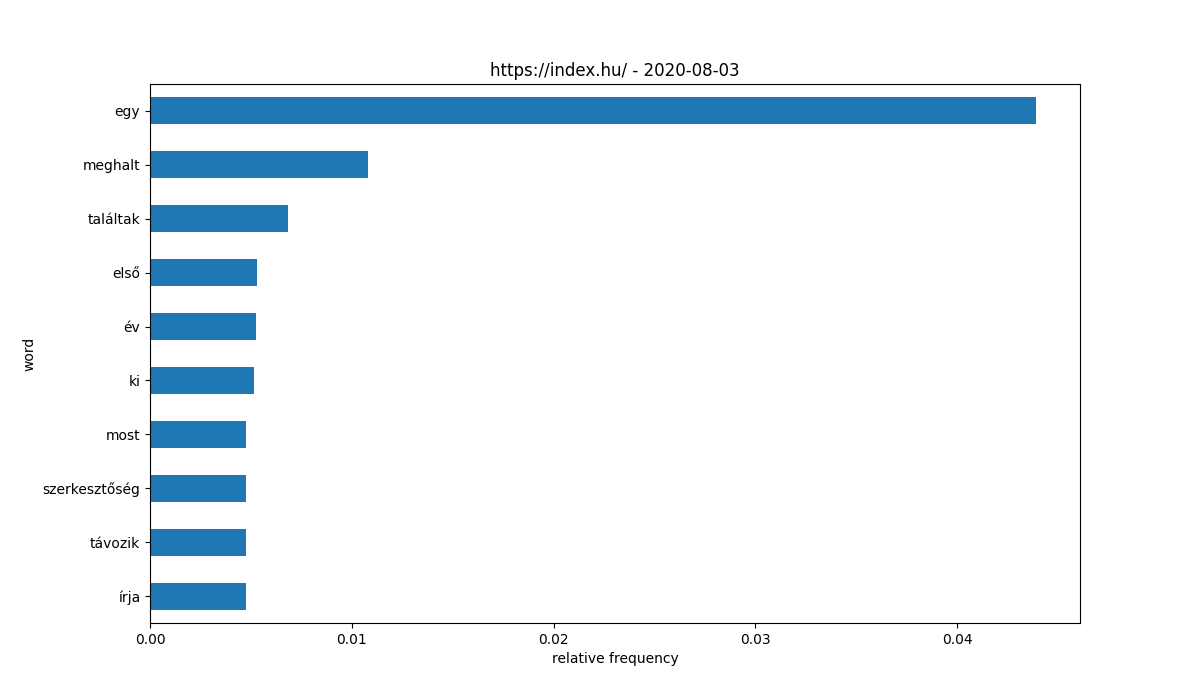 https://index.hu/ - 2020-08-03
egy
meghalt
találtak
első
év
ki
most
szerkesztőség
távozik
írja
word
0.00 0.01 0.02 0.03 0.04
relative frequency